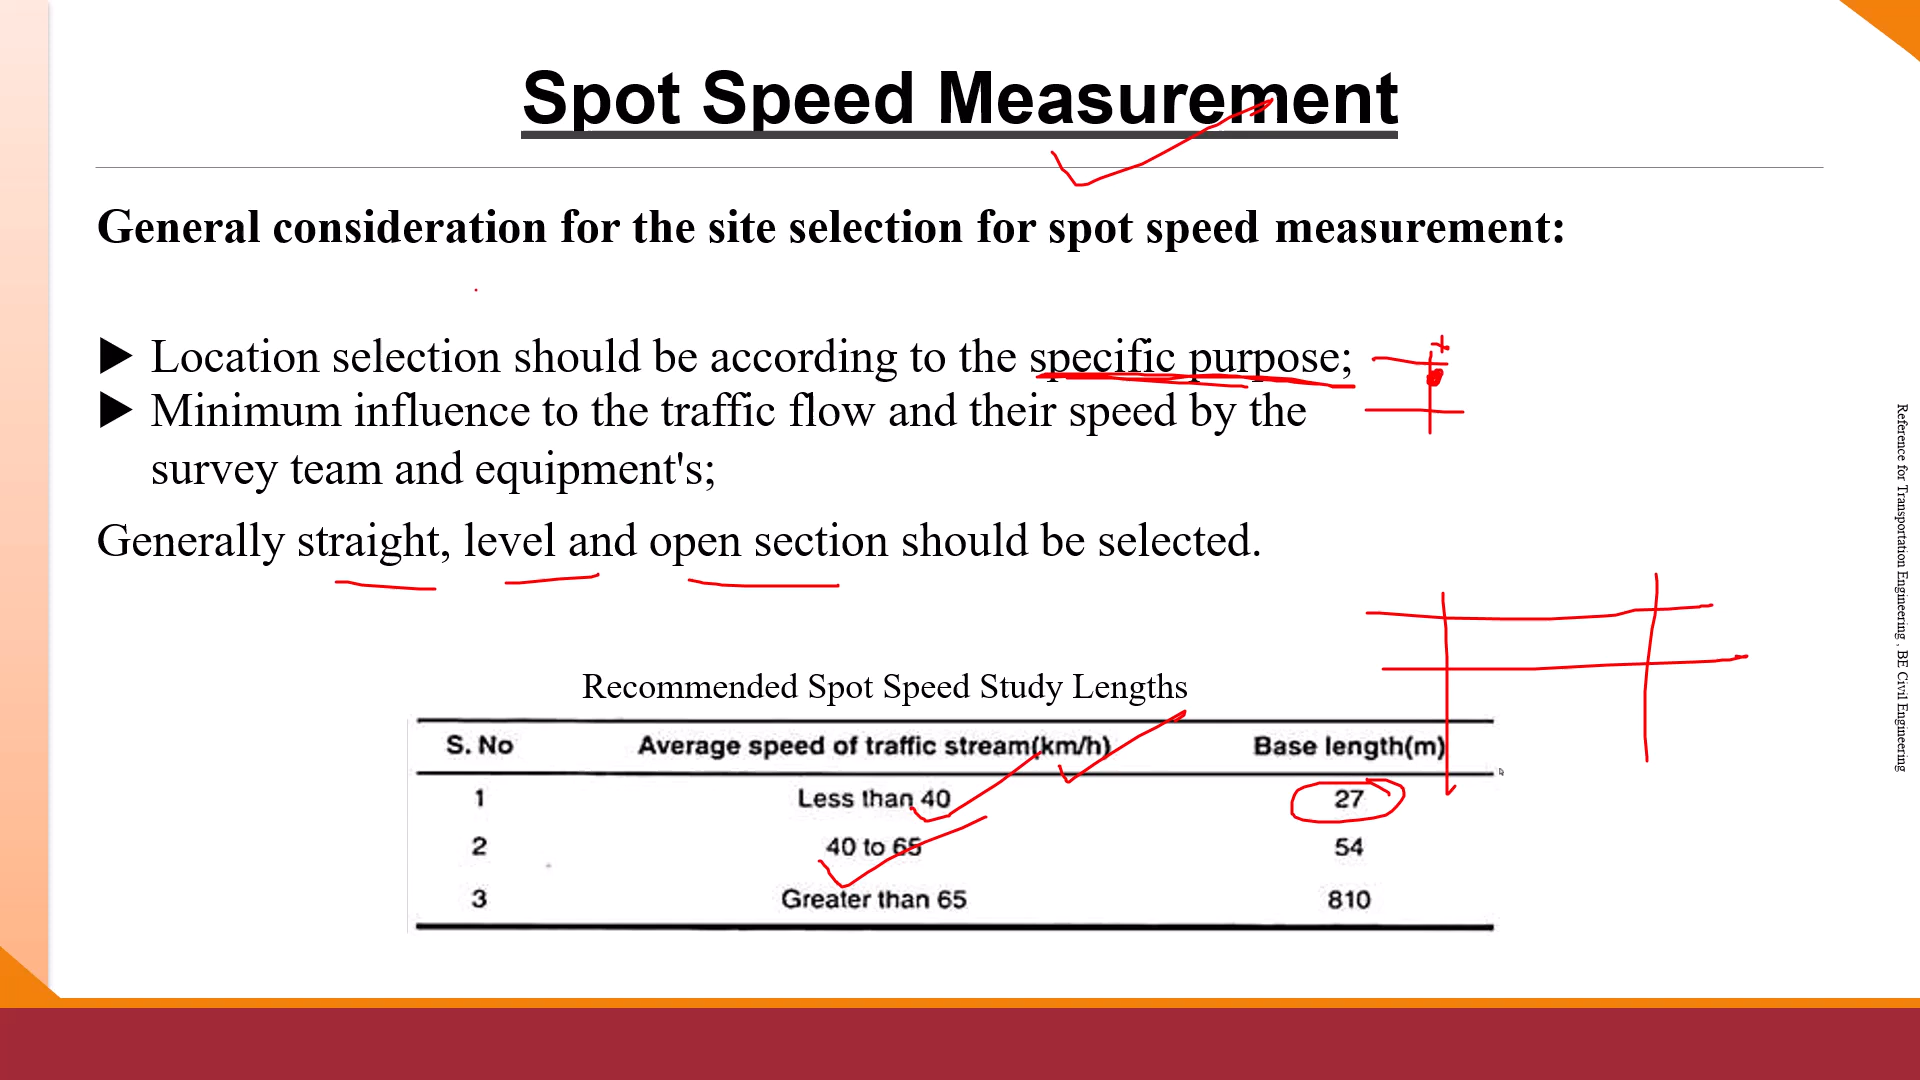 Spot Speed Measurement
General consideration for the site selection for spot speed measurement:
Location selection should be according to the specific purpose;
Minimum influence to the traffic flow and their speed by the
survey team and equipment's;
Generally straight, level and open section should be selected.
Recommended Spot Speed Study Lengths
S. No Average speed of traffic stream(km/h) Base length(m)
1 Less than 40 27
2 40 to 65 54
3 Greater than 65 810
Reference for Transportation Engineering . BE Civil Engineering